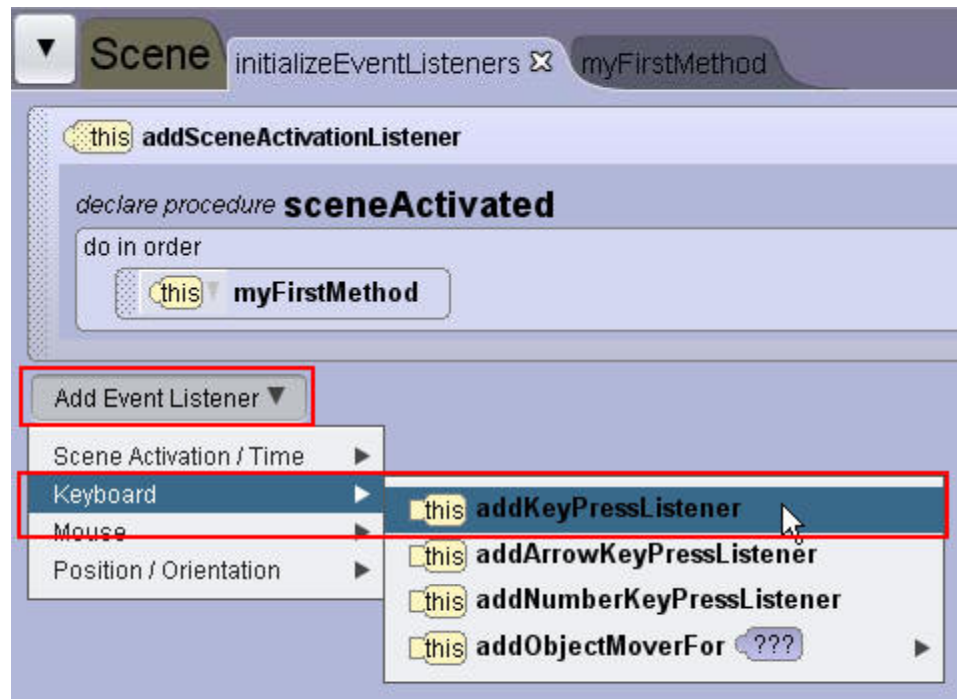 Scene initializeEventListeners myFirstMethod
this addSceneActivationListener
declare procedure sceneActivated
do in order
this myFirstMethod
Add Event Listener
Scene Activation / Time
Keyboard
Mouse
Position / Orientation
this addKeyPressListener
this addArrowKeyPressListener
this addNumberKeyPressListener
this addObjectMoverFor ???